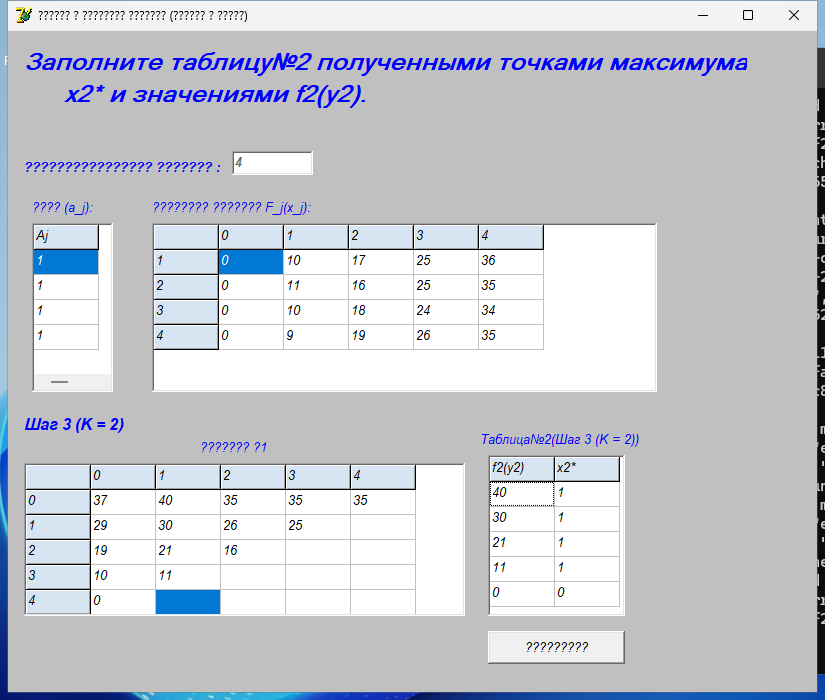 ?????? ? ???????? ??????? (?????? ? ?????)
Заполните таблицу№2 полученными точками максимума
x2* и значениями f2(y2).
???????????????? ??????? : 4
???? (a_j):
???????? ??????? F_j(x_j):
Aj
1
1
1
1
0 1 2 3 4
1 0 10 17 25 36
2 0 11 16 25 35
3 0 10 18 24 34
4 0 9 19 26 35
Шаг 3 (K = 2)
??????? ?1
0 1 2 3 4
0 37 40 35 35 35
1 29 30 26 25
2 19 21 16
3 10 11
4 0
Таблица№2(Шаг 3 (K = 2))
f2(y2) x2*
40 1
30 1
21 1
11 1
0 0
?????????